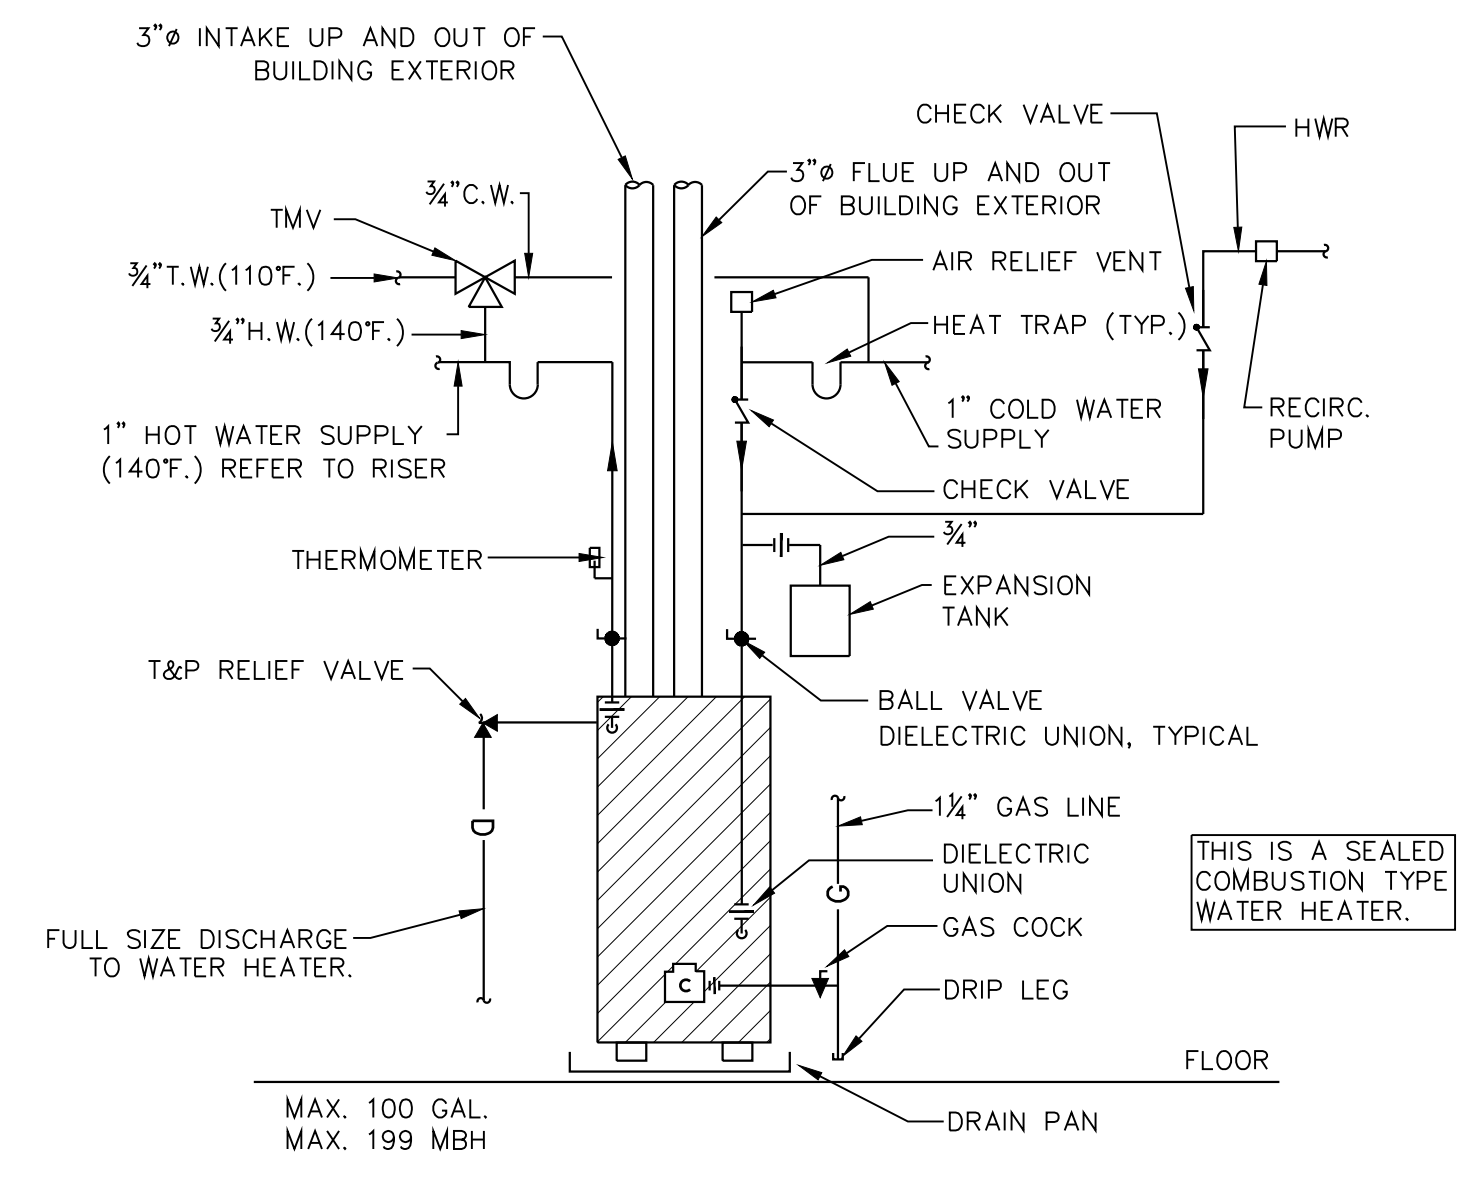 3"ø INTAKE UP AND OUT OF
BUILDING EXTERIOR
CHECK VALVE
HWR
3"ø FLUE UP AND OUT
OF BUILDING EXTERIOR
¾"C.W.
TMV
AIR RELIEF VENT
¾"T.W.(110°F.)
¾"H.W.(140°F.)
HEAT TRAP (TYP.)
1" COLD WATER
SUPPLY
RECIRC.
PUMP
1" HOT WATER SUPPLY
(140°F.) REFER TO RISER
CHECK VALVE
¾"
THERMOMETER
EXPANSION
TANK
T&P RELIEF VALVE
BALL VALVE
DIELECTRIC UNION, TYPICAL
1¼" GAS LINE
D
DIELECTRIC
UNION
G
THIS IS A SEALED
COMBUSTION TYPE
WATER HEATER.
GAS COCK
FULL SIZE DISCHARGE
TO WATER HEATER.
C
DRIP LEG
FLOOR
MAX. 100 GAL.
MAX. 199 MBH
DRAIN PAN